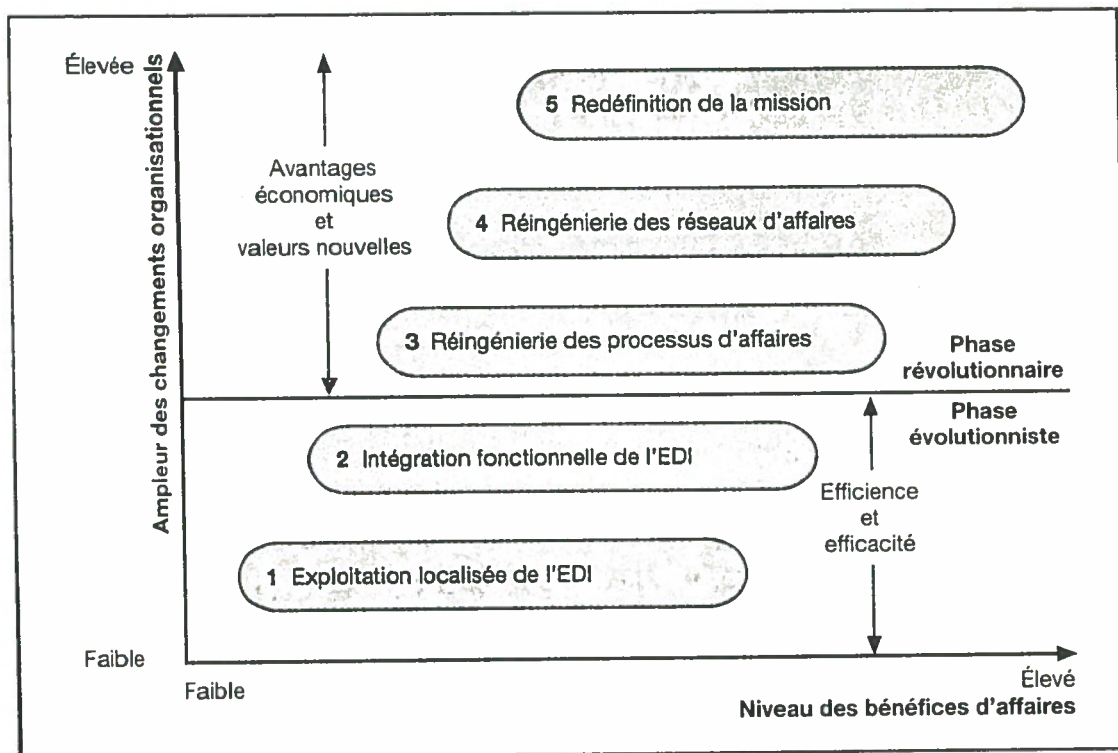 Élevée
Ampleur des changements organisationnels
Avantages
économiques
et
valeurs nouvelles
5 Redéfinition de la mission
4 Réingénierie des réseaux d'affaires
3 Réingénierie des processus d'affaires
Phase
révolutionnaire
Phase
évolutionniste
2 Intégration fonctionnelle de l'EDI
Efficience
et
efficacité
1 Exploitation localisée de l'EDI
Faible
Faible
Élevé
Niveau des bénéfices d'affaires